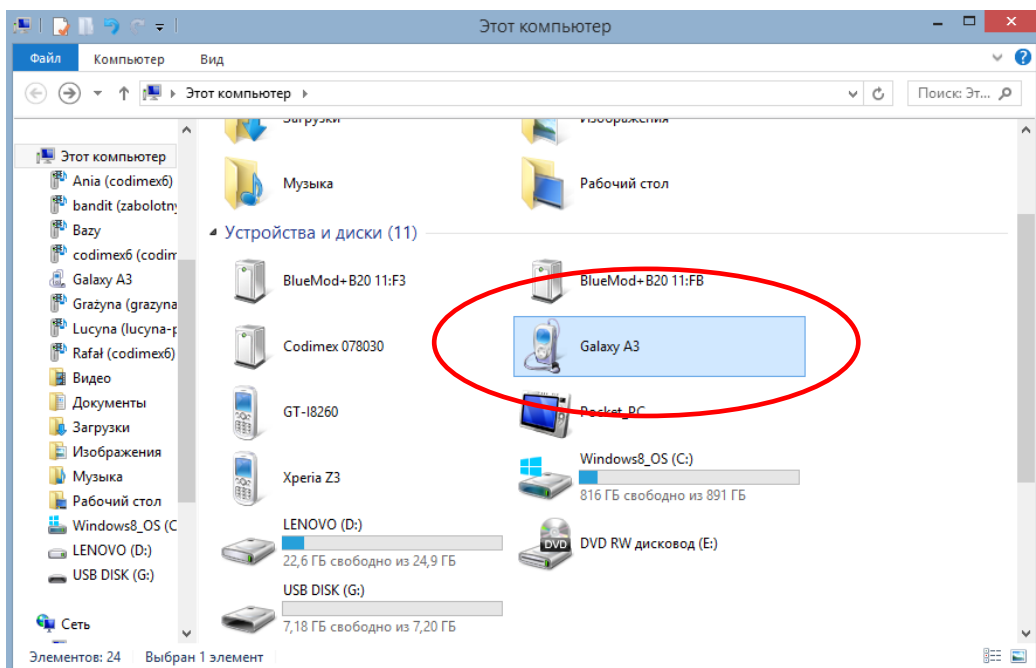 Этот компьютер
Файл Компьютер Вид
Этот компьютер
Поиск: Эт...
Этот компьютер
Ania (codimex6)
bandit (zabolotny
Bazy
codimex6 (codim
Galaxy A3
Grażyna (grazyna
Lucyna (lucyna-p
Rafał (codimex6)
Видео
Документы
Загрузки
Изображения
Музыка
Рабочий стол
Windows8_OS (C
LENOVO (D:)
USB DISK (G:)
Сеть
Загрузки
Изображения
Музыка
Рабочий стол
Устройства и диски (11)
BlueMod+B20 11:F3
BlueMod+B20 11:FB
Codimex 078030
Galaxy A3
GT-I8260
Pocket_PC
Xperia Z3
Windows8_OS (C:)
816 ГБ свободно из 891 ГБ
LENOVO (D:)
22,6 ГБ свободно из 24,9 ГБ
DVD
DVD RW дисковод (E:)
USB DISK (G:)
7,18 ГБ свободно из 7,20 ГБ
Элементов: 24 Выбран 1 элемент